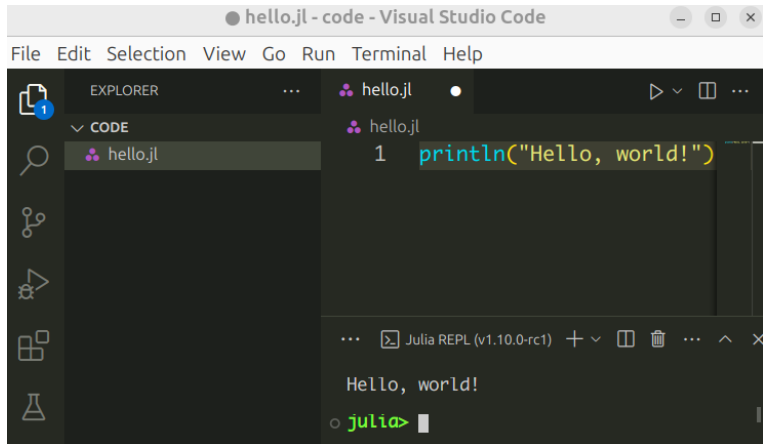 hello.jl - code - Visual Studio Code
File Edit Selection View Go Run Terminal Help
EXPLORER
1
CODE
hello.jl
hello.jl
hello.jl
1 println("Hello, world!")
Julia REPL (v1.10.0-rc1)
Hello, world!
julia>